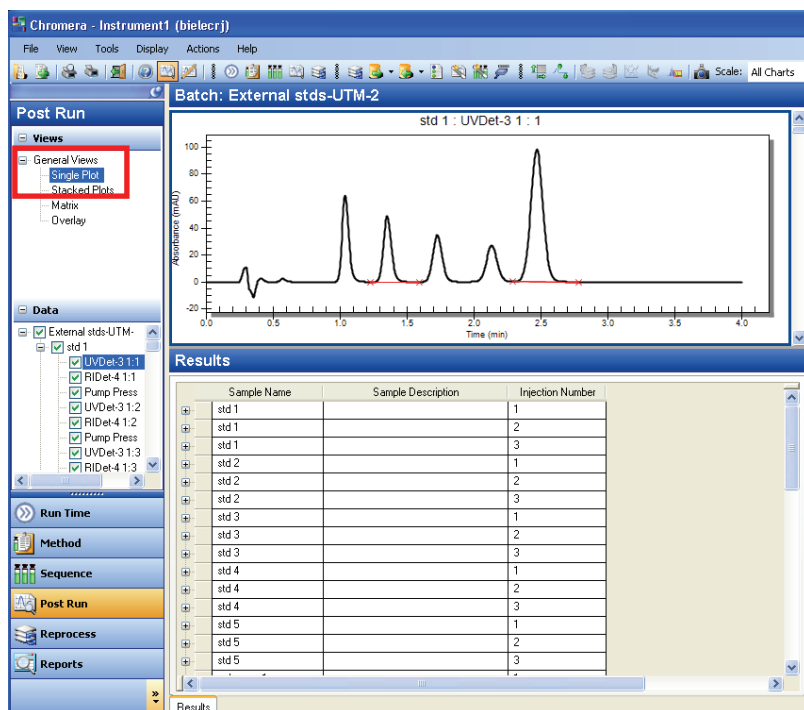 Chromera - Instrument1 (bielecrj)
File View Tools Display Actions Help
Scale: All Charts
Post Run
Views
General Views
Single Plot
Stacked Plots
Matrix
Overlay
Data
External stds-UTM-
std 1
UVDet-3 1:1
RIDet-4 1:1
Pump Press
UVDet-3 1:2
RIDet-4 1:2
Pump Press
UVDet-3 1:3
RIDet-4 1:3
Run Time
Method
Sequence
Post Run
Reprocess
Reports
Batch: External stds-UTM-2
std 1 : UVDet-3 1 : 1
Absorbance (mAU)
100
80
60
40
20
0
-20
0.0 0.5 1.0 1.5 2.0 2.5 3.0 3.5 4.0
Time (min)
Results
Sample Name Sample Description Injection Number
std 1 1
std 1 2
std 1 3
std 2 1
std 2 2
std 2 3
std 3 1
std 3 2
std 3 3
std 4 1
std 4 2
std 4 3
std 5 1
std 5 2
std 5 3
Results